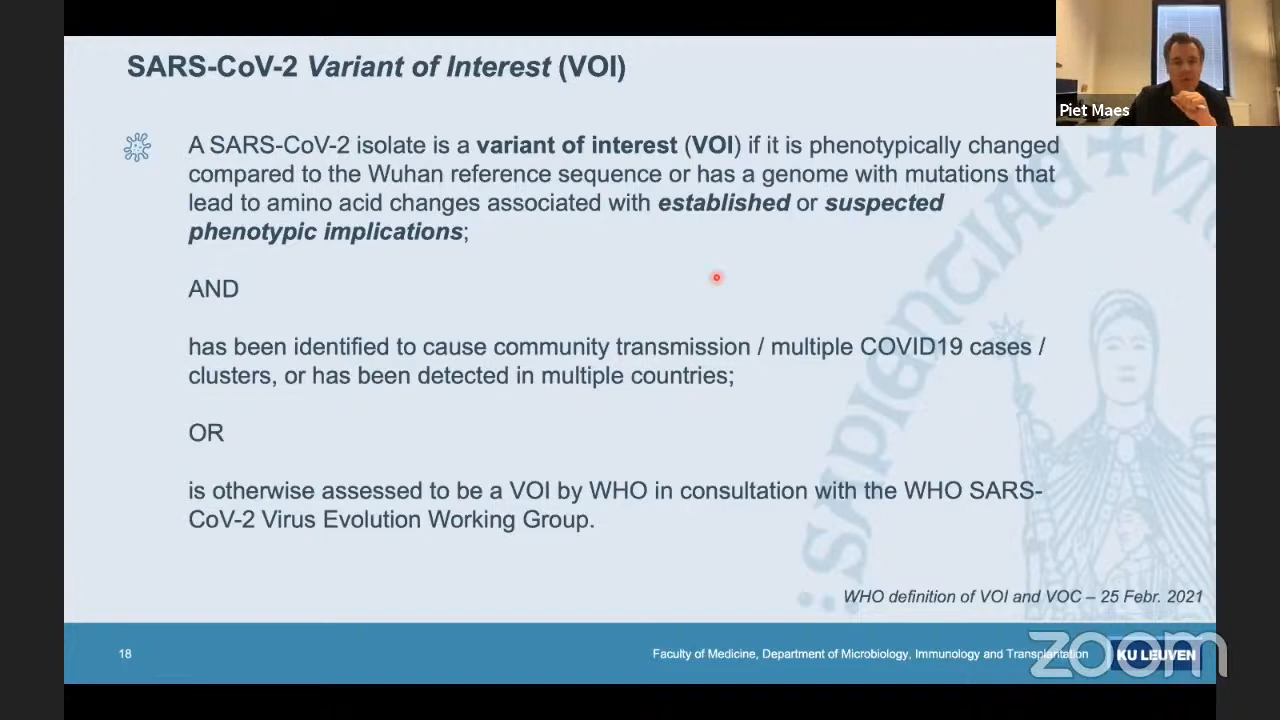 SARS-CoV-2 Variant of Interest (VOI)
Piet Maes
A SARS-CoV-2 isolate is a variant of interest (VOI) if it is phenotypically changed
compared to the Wuhan reference sequence or has a genome with mutations that
lead to amino acid changes associated with established or suspected
phenotypic implications;
AND
has been identified to cause community transmission / multiple COVID19 cases /
clusters, or has been detected in multiple countries;
OR
is otherwise assessed to be a VOI by WHO in consultation with the WHO SARS-
CoV-2 Virus Evolution Working Group.
SAPIENTIAE
WHO definition of VOI and VOC – 25 Febr. 2021
18
Faculty of Medicine, Department of Microbiology, Immunology and Transplantation
KU LEUVEN
zoom